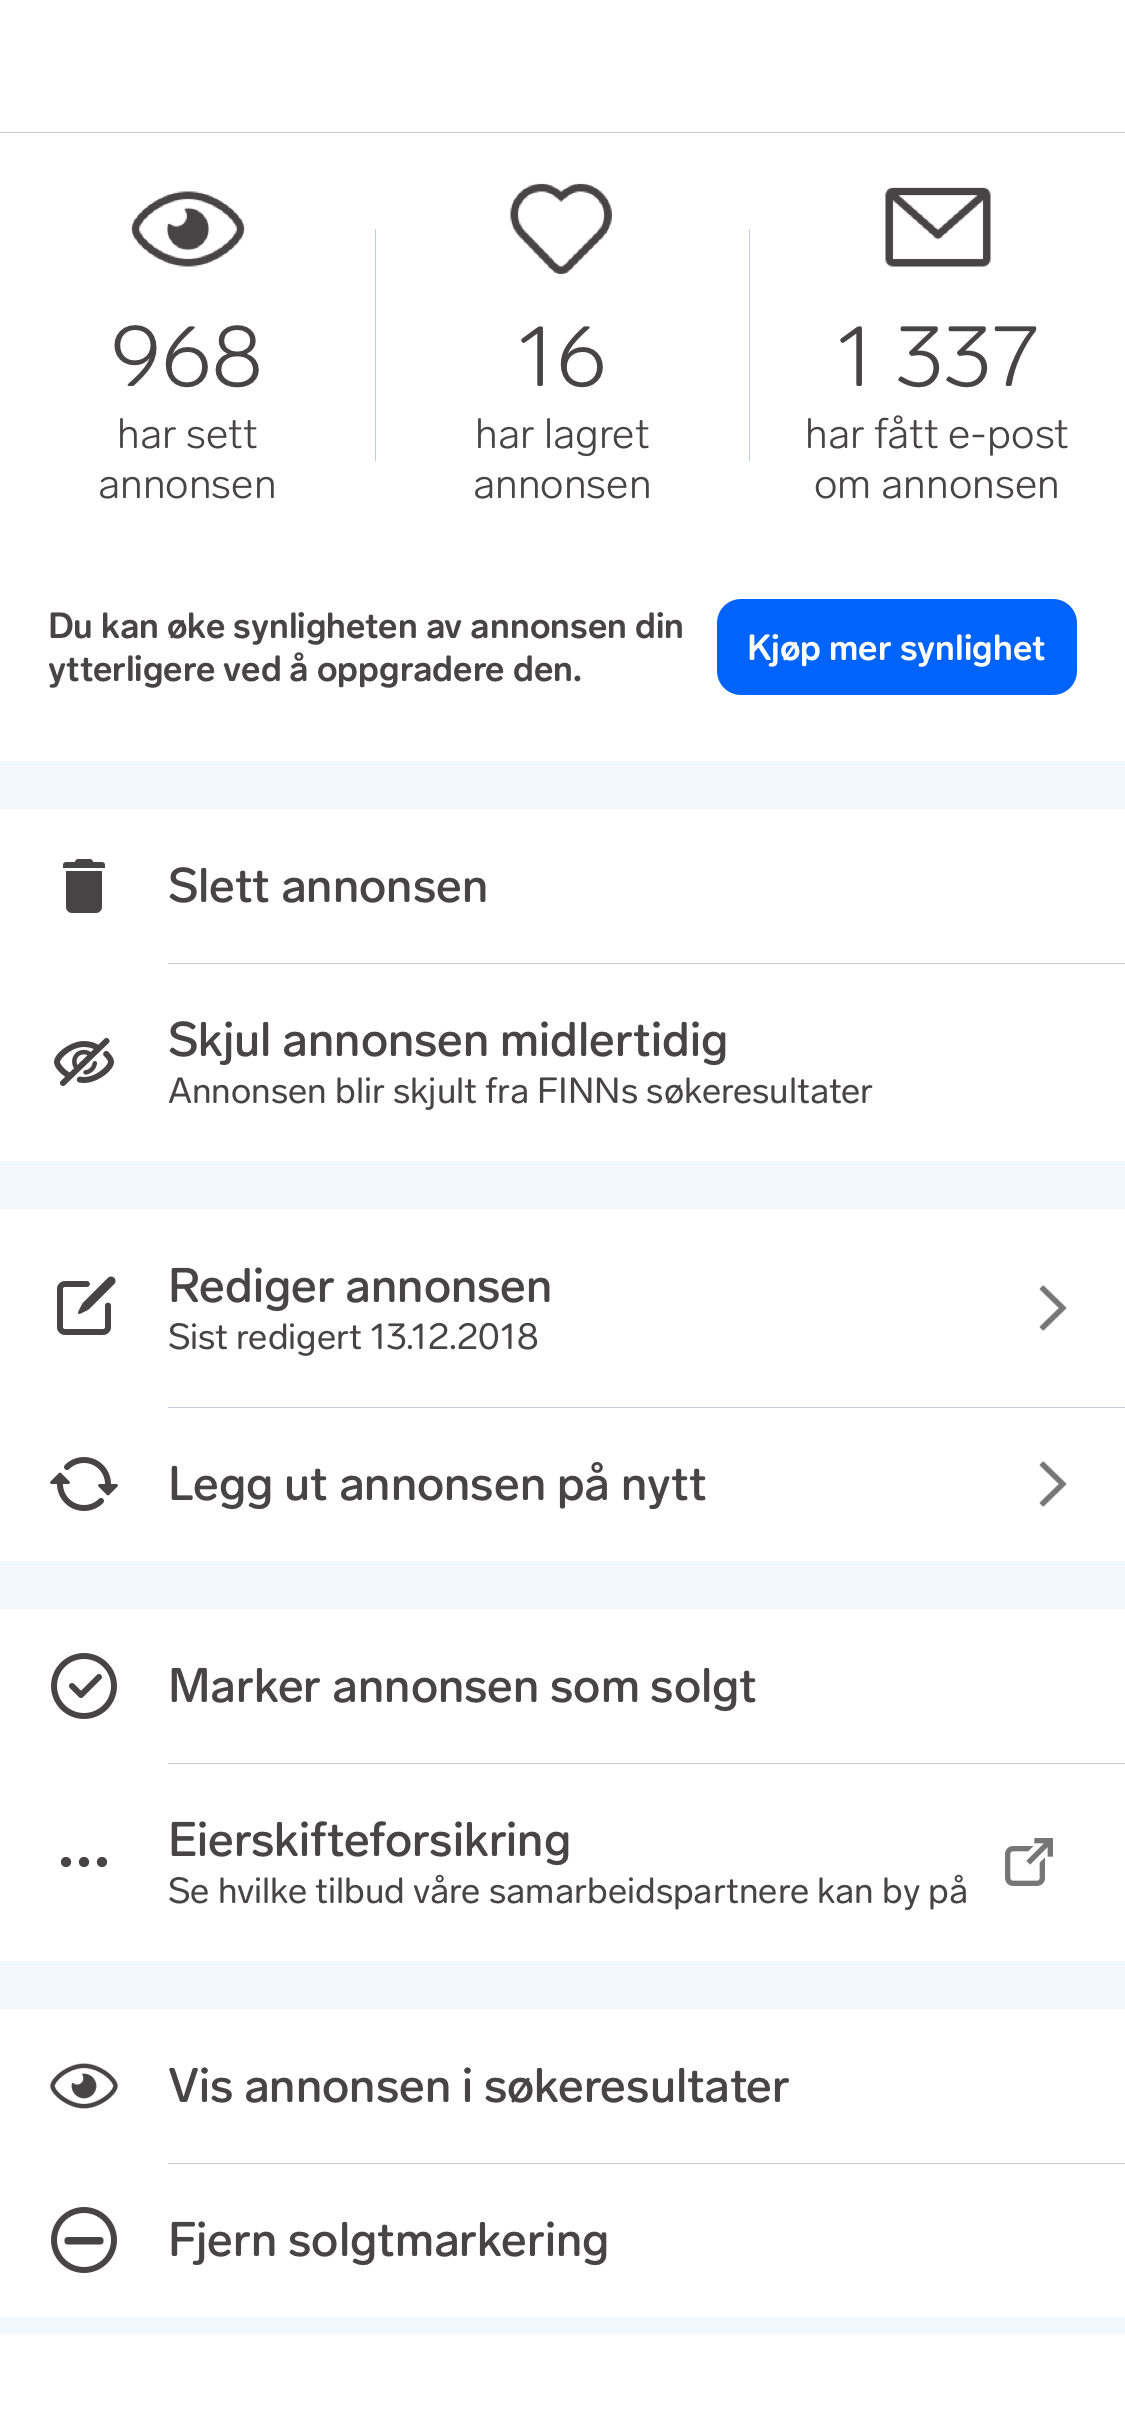 968
har sett
annonsen
16
har lagret
annonsen
1 337
har fått e-post
om annonsen
Du kan øke synligheten av annonsen din
ytterligere ved å oppgradere den.
Kjøp mer synlighet
Slett annonsen
Skjul annonsen midlertidig
Annonsen blir skjult fra FINNs søkeresultater
Rediger annonsen
Sist redigert 13.12.2018
Legg ut annonsen på nytt
Marker annonsen som solgt
Eierskifteforsikring
Se hvilke tilbud våre samarbeidspartnere kan by på
Vis annonsen i søkeresultater
Fjern solgtmarkering